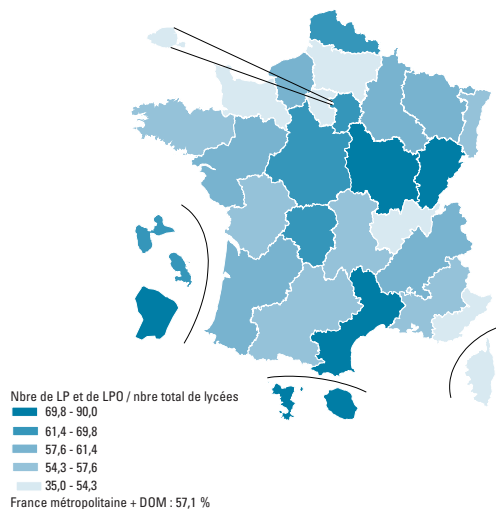 Nbre de LP et de LPO / nbre total de lycées
69,8 - 90,0
61,4 - 69,8
57,6 - 61,4
54,3 - 57,6
35,0 - 54,3
France métropolitaine + DOM : 57,1 %